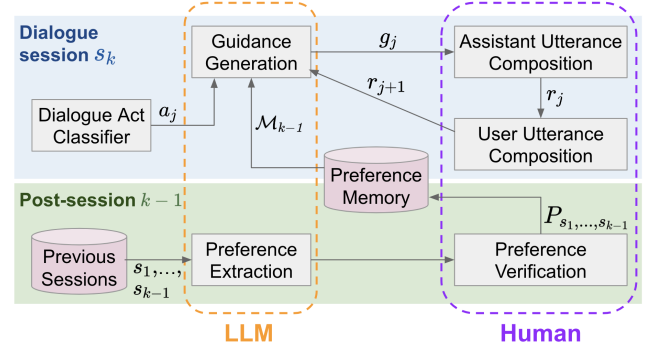 Dialogue
session s_k
Guidance
Generation
g_j
Assistant Utterance
Composition
r_{j+1}
r_j
Dialogue Act
Classifier
a_j
M_{k-1}
User Utterance
Composition
Preference
Memory
Post-session k − 1
P_{s_1,...,s_{k-1}}
Previous
Sessions
s_1,...,
s_{k-1}
Preference
Extraction
Preference
Verification
LLM
Human